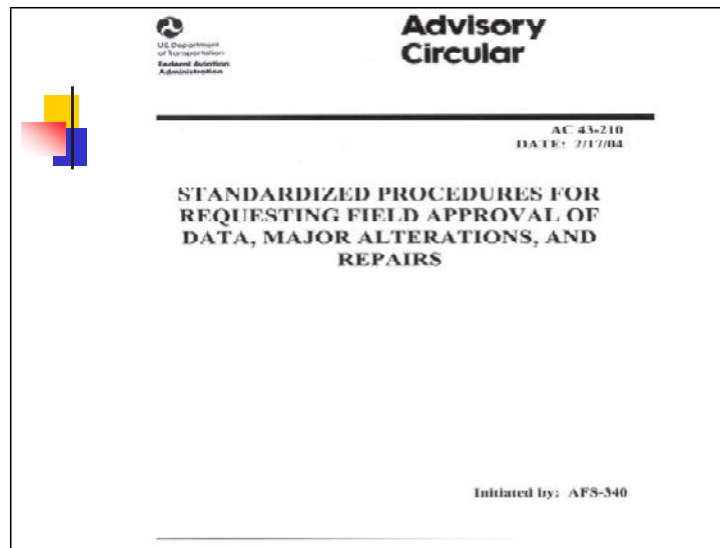 Advisory
Circular
U.S. Department
of Transportation
Federal Aviation
Administration
AC 43-210
DATE: 2/17/04
STANDARDIZED PROCEDURES FOR
REQUESTING FIELD APPROVAL OF
DATA, MAJOR ALTERATIONS, AND
REPAIRS
Initiated by: AFS-340